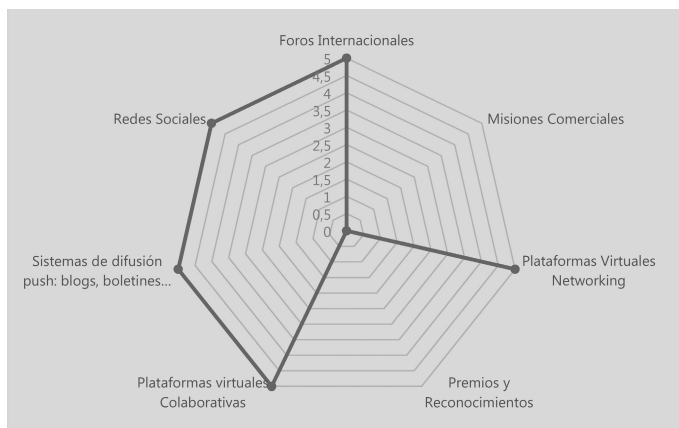 Foros Internacionales
5
4,5
4
3,5
3
2,5
2
1,5
1
0,5
0
Misiones Comerciales
Plataformas Virtuales
Networking
Premios y
Reconocimientos
Plataformas virtuales
Colaborativas
Sistemas de difusión
push: blogs, boletines...
Redes Sociales